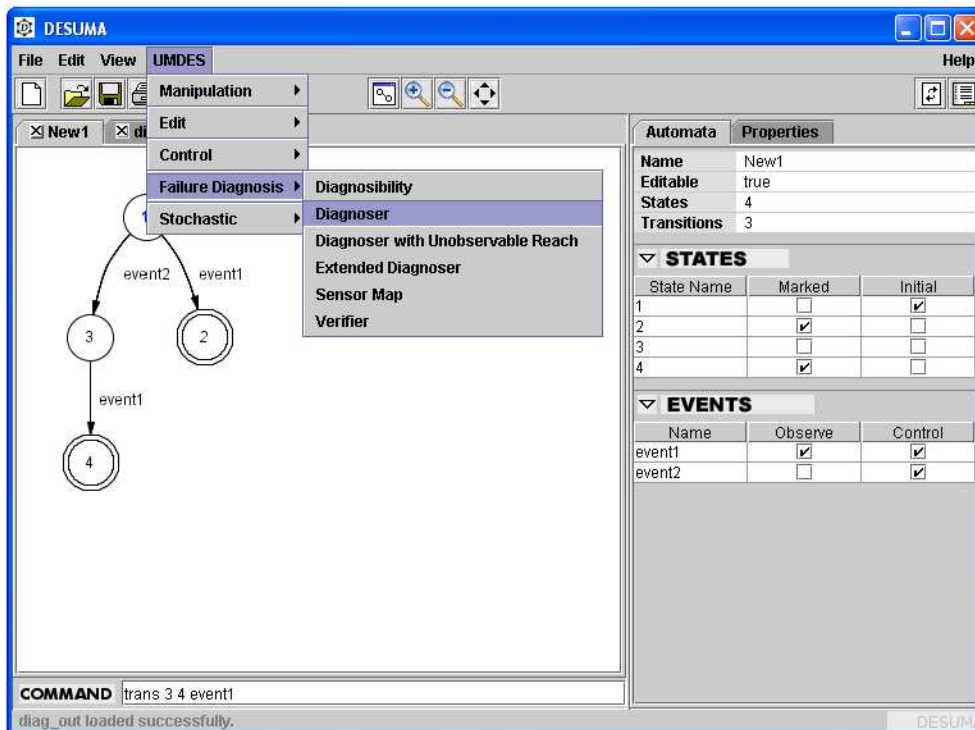 DESUMA
File Edit View UMDES Help
Manipulation
Edit
Control
Failure Diagnosis
Stochastic
Diagnosibility
Diagnoser
Diagnoser with Unobservable Reach
Extended Diagnoser
Sensor Map
Verifier
New1 di
1
event2 event1
3 2
event1
4
Automata Properties
Name New1
Editable true
States 4
Transitions 3
STATES
State Name Marked Initial
1
2
3
4
EVENTS
Name Observe Control
event1
event2
COMMAND trans 3 4 event1
diag_out loaded successfully. DESUMA